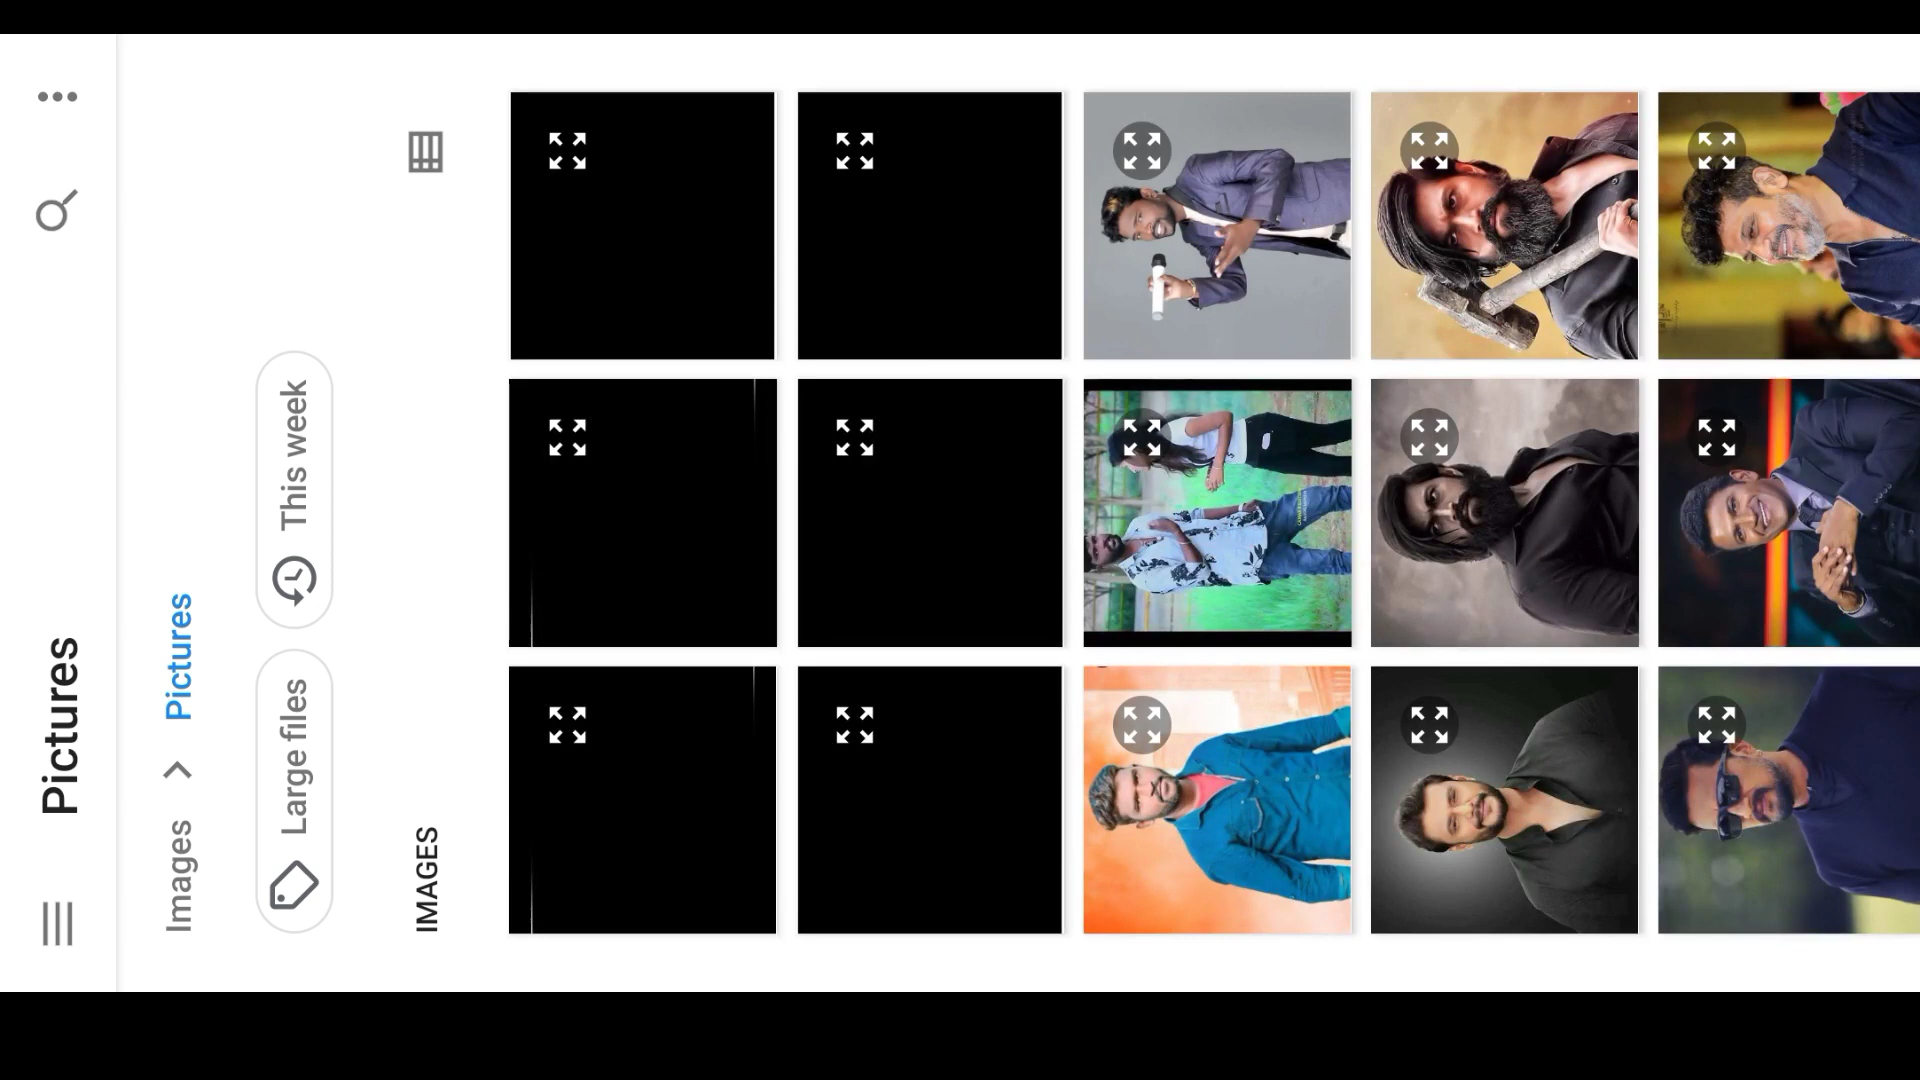 Pictures
Images > Pictures
Large files
This week
IMAGES